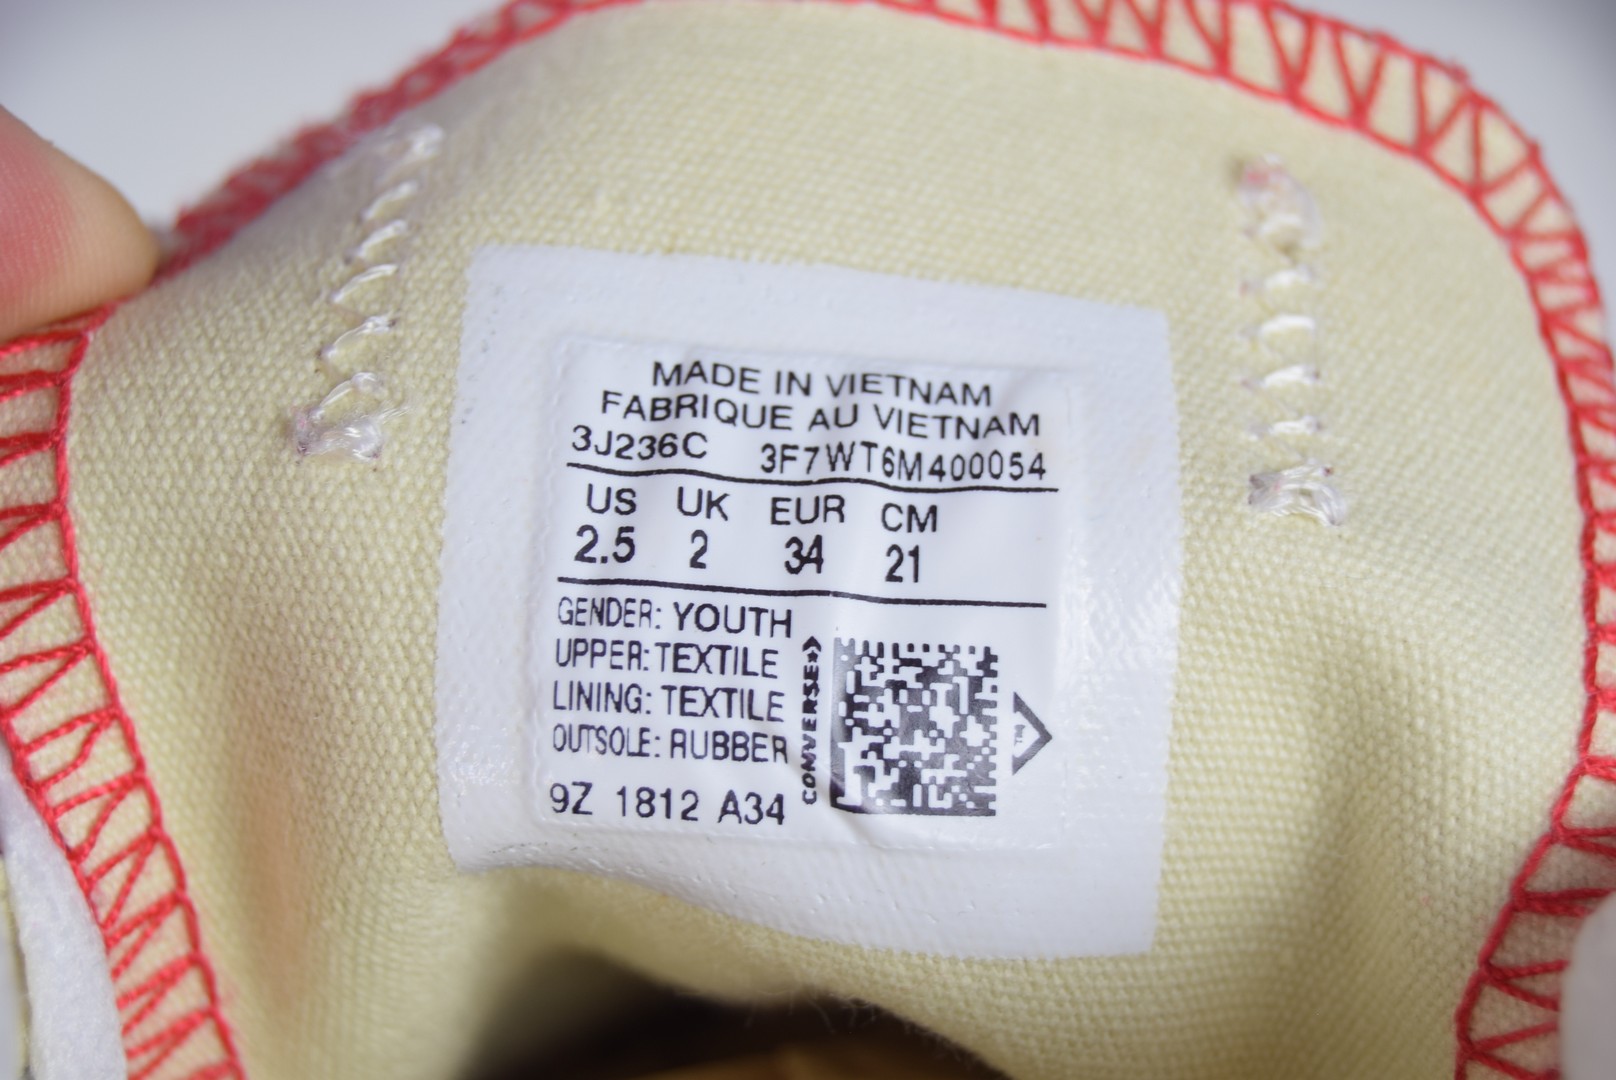 MADE IN VIETNAM
FABRIQUE AU VIETNAM
3J236C 3F7WT6M400054
US UK EUR CM
2.5 2 34 21
GENDER: YOUTH
UPPER: TEXTILE
LINING: TEXTILE
OUTSOLE: RUBBER
9Z 1812 A34
CONVERSE
TM